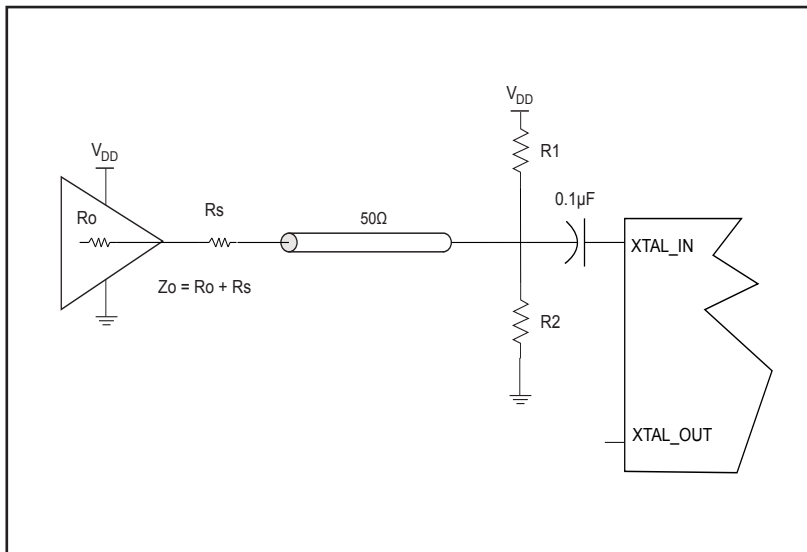 V_DD
Ro
Rs
Zo = Ro + Rs
50Ω
V_DD
R1
R2
0.1µF
XTAL_IN
XTAL_OUT